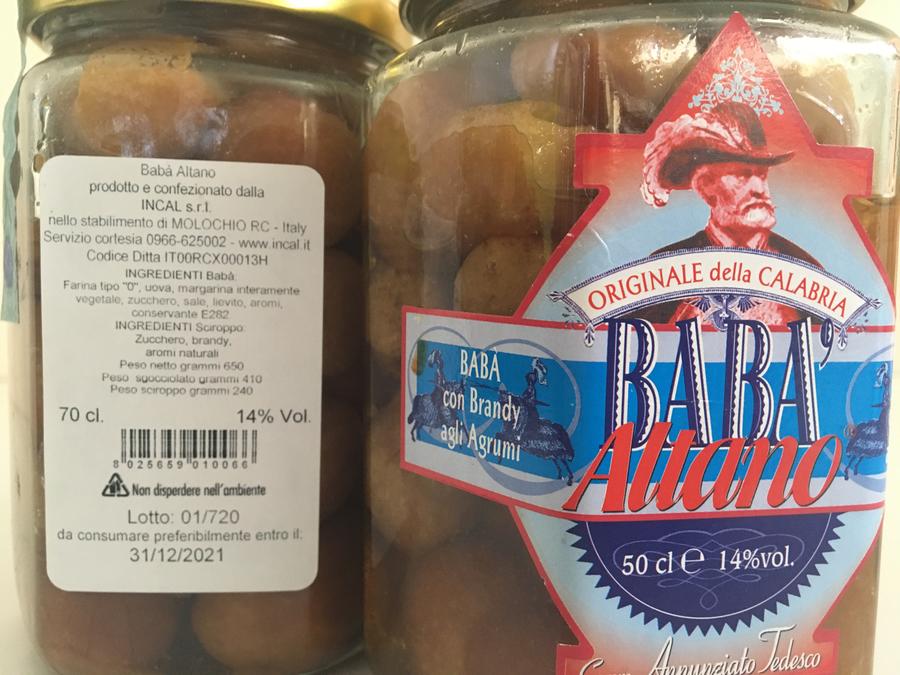 Babà Altano
prodotto e confezionato dalla
INCAL s.r.l.
nello stabilimento di MOLOCHIO RC - Italy
Servizio cortesia 0966-625002 - www.incal.it
Codice Ditta IT00RCX00013H
INGREDIENTI Babà:
Farina tipo "0", uova, margarina interamente
vegetale, zucchero, sale, lievito, aromi,
conservante E282
INGREDIENTI Sciroppo:
Zucchero, brandy,
aromi naturali
Peso netto grammi 650
Peso sgocciolato grammi 410
Peso sciroppo grammi 240
70 cl. 14% Vol.
8 025659 010066
Non disperdere nell'ambiente
Lotto: 01/720
da consumare preferibilmente entro il:
31/12/2021
ORIGINALE della CALABRIA
BABA'
Altano
BABÀ
con Brandy
agli Agrumi
50 cl e 14%vol.
Annunziato Tedesco